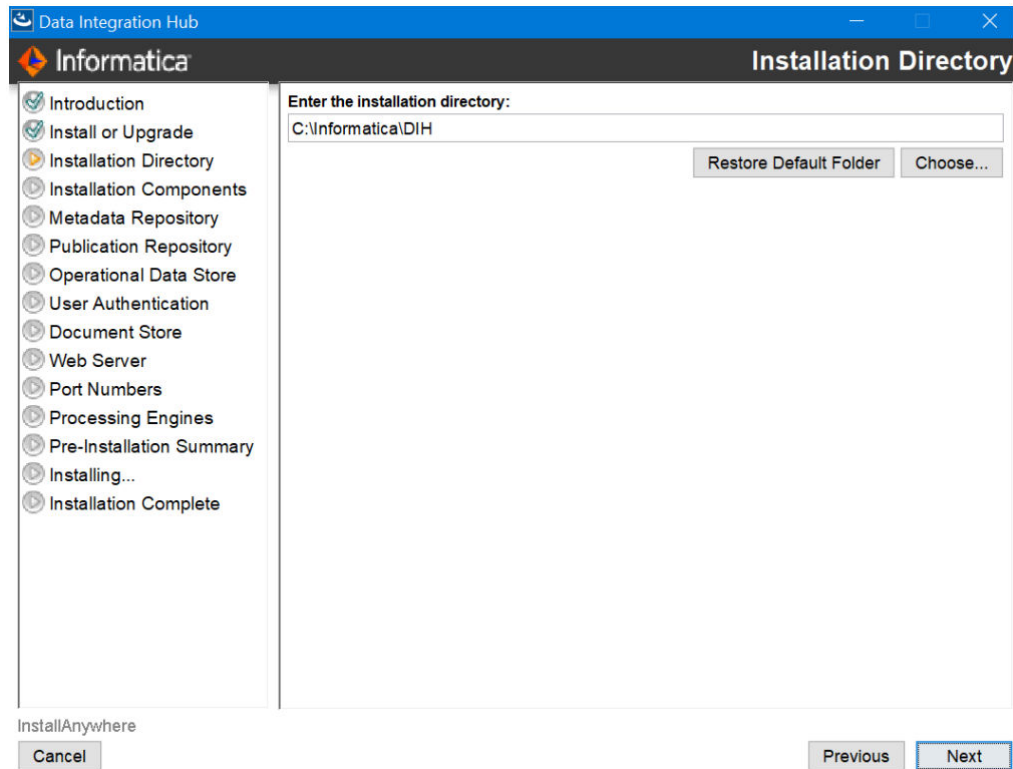 Data Integration Hub
Informatica
Installation Directory
Introduction
Install or Upgrade
Installation Directory
Installation Components
Metadata Repository
Publication Repository
Operational Data Store
User Authentication
Document Store
Web Server
Port Numbers
Processing Engines
Pre-Installation Summary
Installing...
Installation Complete
Enter the installation directory:
C:\Informatica\DIH
Restore Default Folder
Choose...
InstallAnywhere
Cancel
Previous
Next